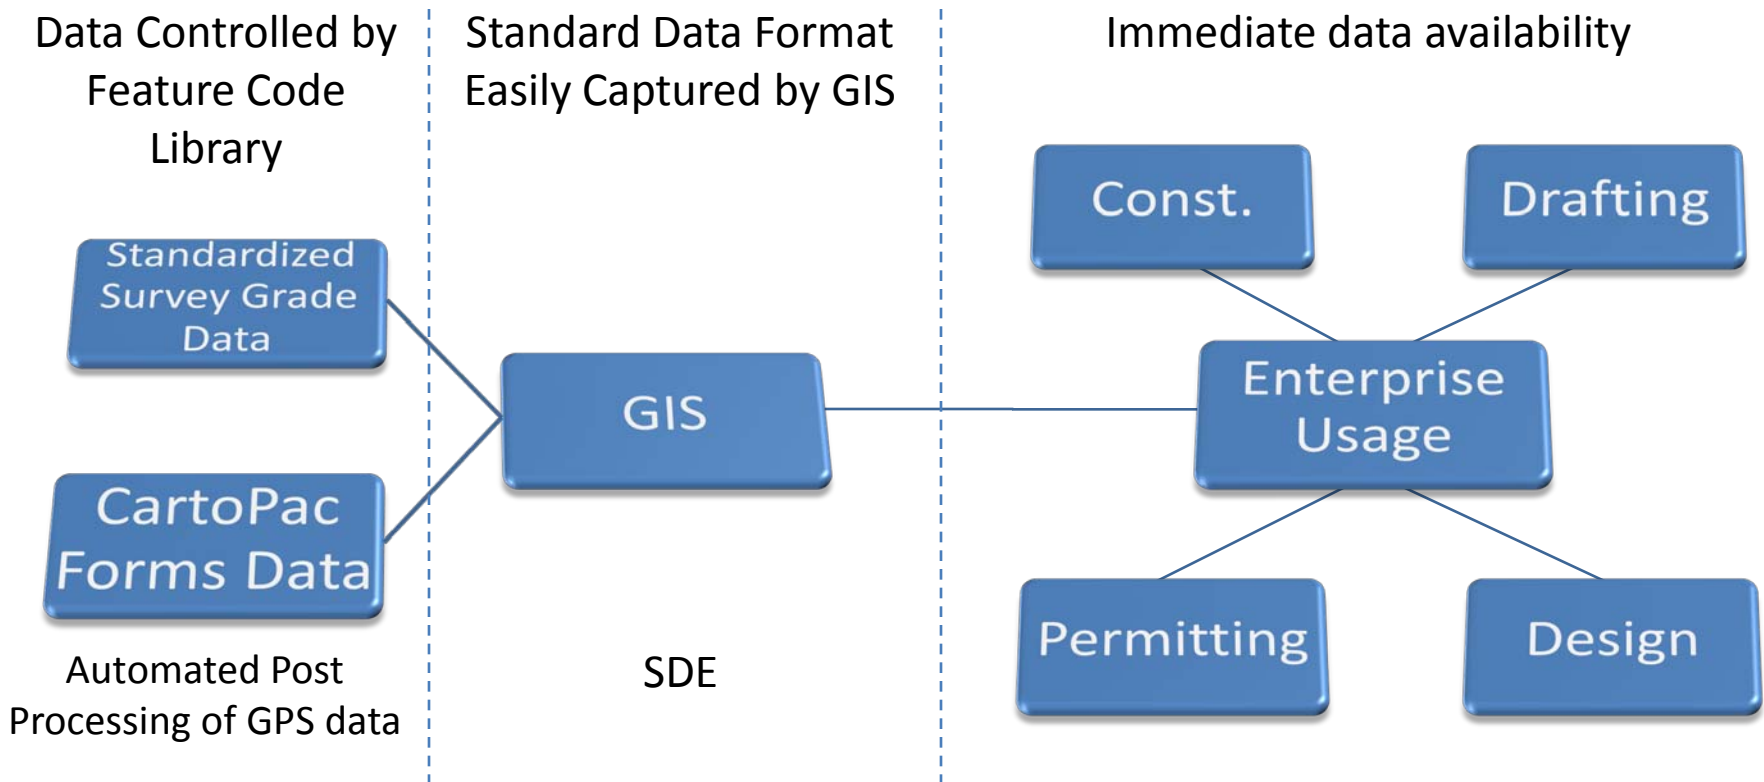 Data Controlled by
Feature Code
Library
Standardized
Survey Grade
Data
CartoPac
Forms Data
Automated Post
Processing of GPS data
Standard Data Format
Easily Captured by GIS
GIS
SDE
Immediate data availability
Const.
Drafting
Enterprise
Usage
Permitting
Design